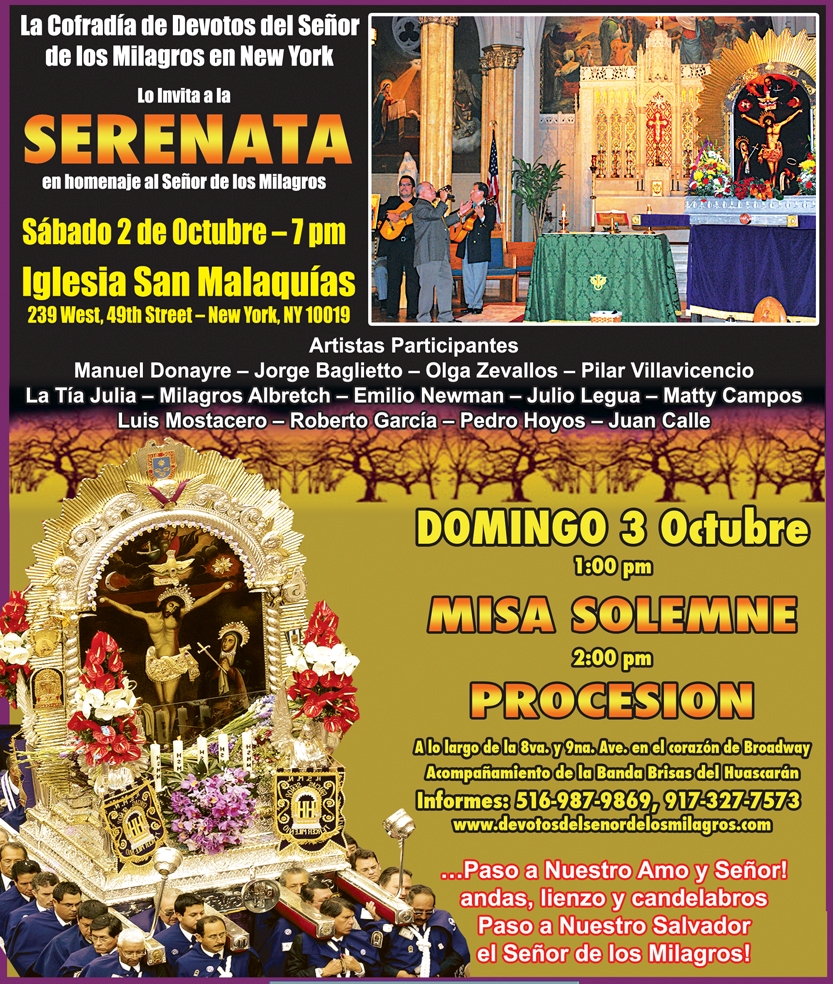 La Cofradía de Devotos del Señor
de los Milagros en New York
Lo Invita a la
SERENATA
en homenaje al Señor de los Milagros
Sábado 2 de Octubre – 7 pm
Iglesia San Malaquías
239 West, 49th Street – New York, NY 10019
Artistas Participantes
Manuel Donayre – Jorge Baglietto – Olga Zevallos – Pilar Villavicencio
La Tía Julia – Milagros Albretch – Emilio Newman – Julio Legua – Matty Campos
Luis Mostacero – Roberto García – Pedro Hoyos – Juan Calle
DOMINGO 3 Octubre
1:00 pm
MISA SOLEMNE
2:00 pm
PROCESION
A lo largo de la 8va. y 9na. Ave. en el corazón de Broadway
Acompañamiento de la Banda Brisas del Huascarán
Informes: 516-987-9869, 917-327-7573
www.devotosdelsenordelosmilagros.com
...Paso a Nuestro Amo y Señor!
andas, lienzo y candelabros
Paso a Nuestro Salvador
el Señor de los Milagros!